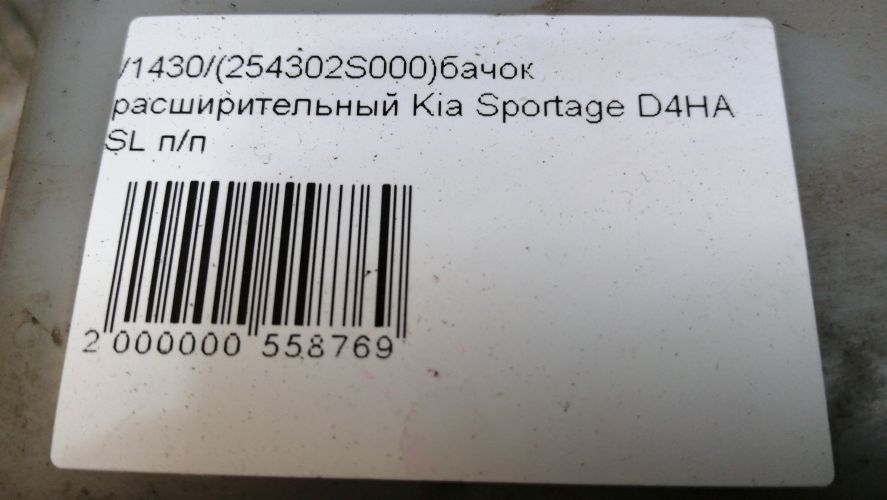 /1430/(254302S000)бачок
расширительный Kia Sportage D4HA
SL п/п
2 000000 558769